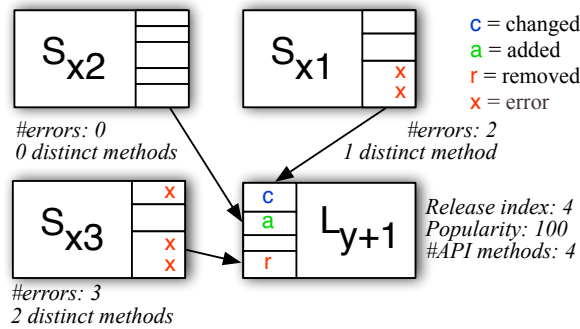 Sx2
Sx1
x
x
c = changed
a = added
r = removed
x = error
#errors: 0
0 distinct methods
#errors: 2
1 distinct method
Sx3
x
x
x
c
a
r
Ly+1
Release index: 4
Popularity: 100
#API methods: 4
#errors: 3
2 distinct methods